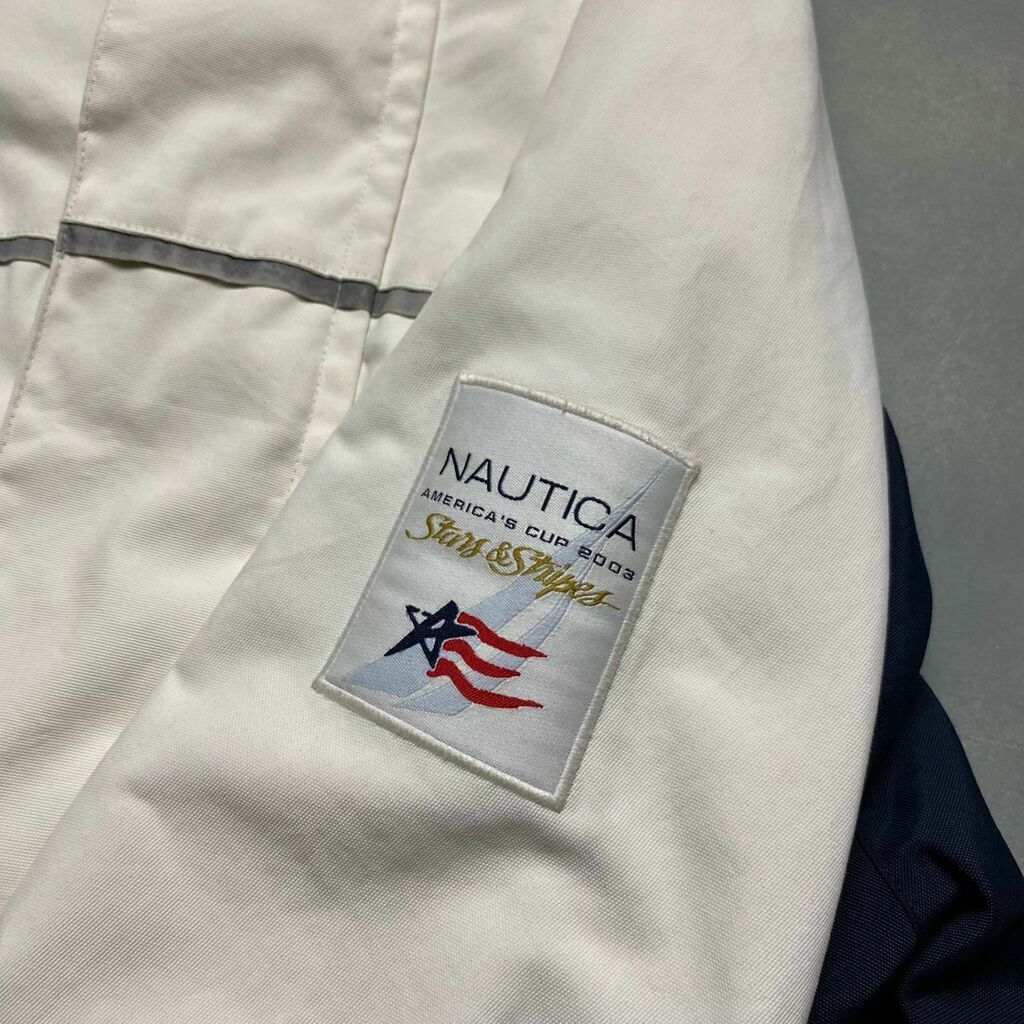 NAUTICA
AMERICA'S CUP 2003
Stars & Stripes